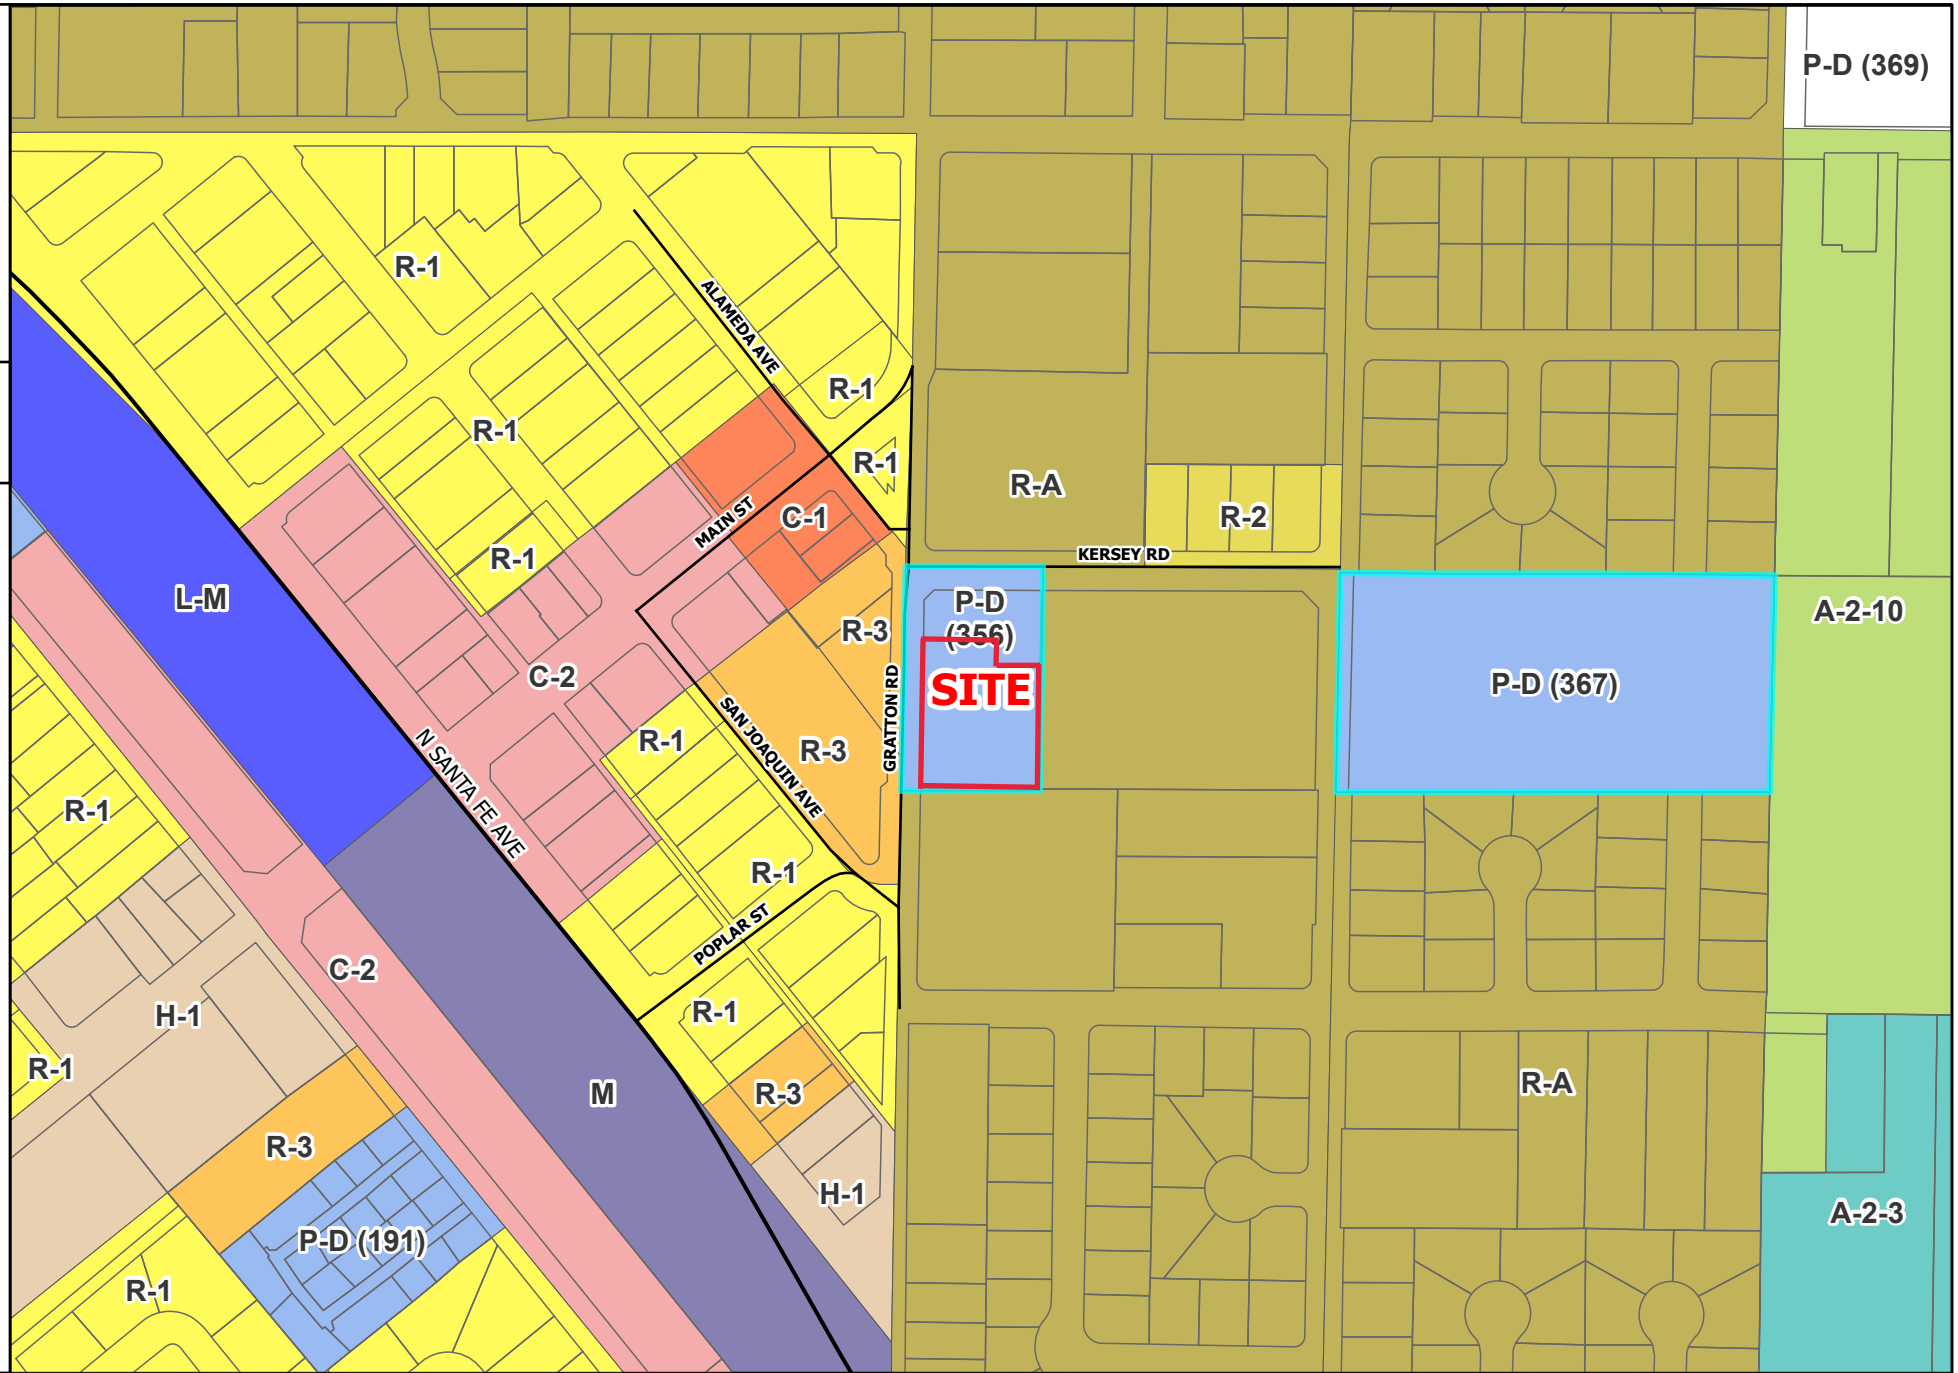 P-D (369)
R-1
ALAMEDA AVE
R-1
R-1
R-1
R-A
MAIN ST
C-1
R-2
R-1
KERSEY RD
L-M
P-D
(356)
A-2-10
R-3
C-2
GRATTON RD
SITE
P-D (367)
R-1
SAN JOAQUIN AVE
R-3
N SANTA FE AVE
R-1
R-1
POPLAR ST
C-2
H-1
R-1
R-1
M
R-3
R-A
R-3
H-1
A-2-3
P-D (191)
R-1